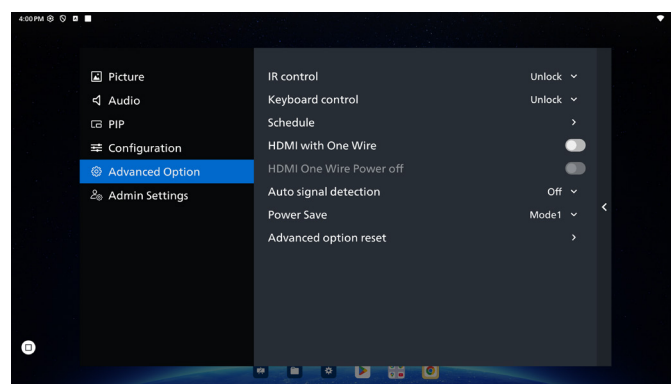 4:00 PM
Picture
Audio
PIP
Configuration
Advanced Option
Admin Settings
IR control Unlock
Keyboard control Unlock
Schedule
HDMI with One Wire
HDMI One Wire Power off
Auto signal detection Off
Power Save Mode1
Advanced option reset